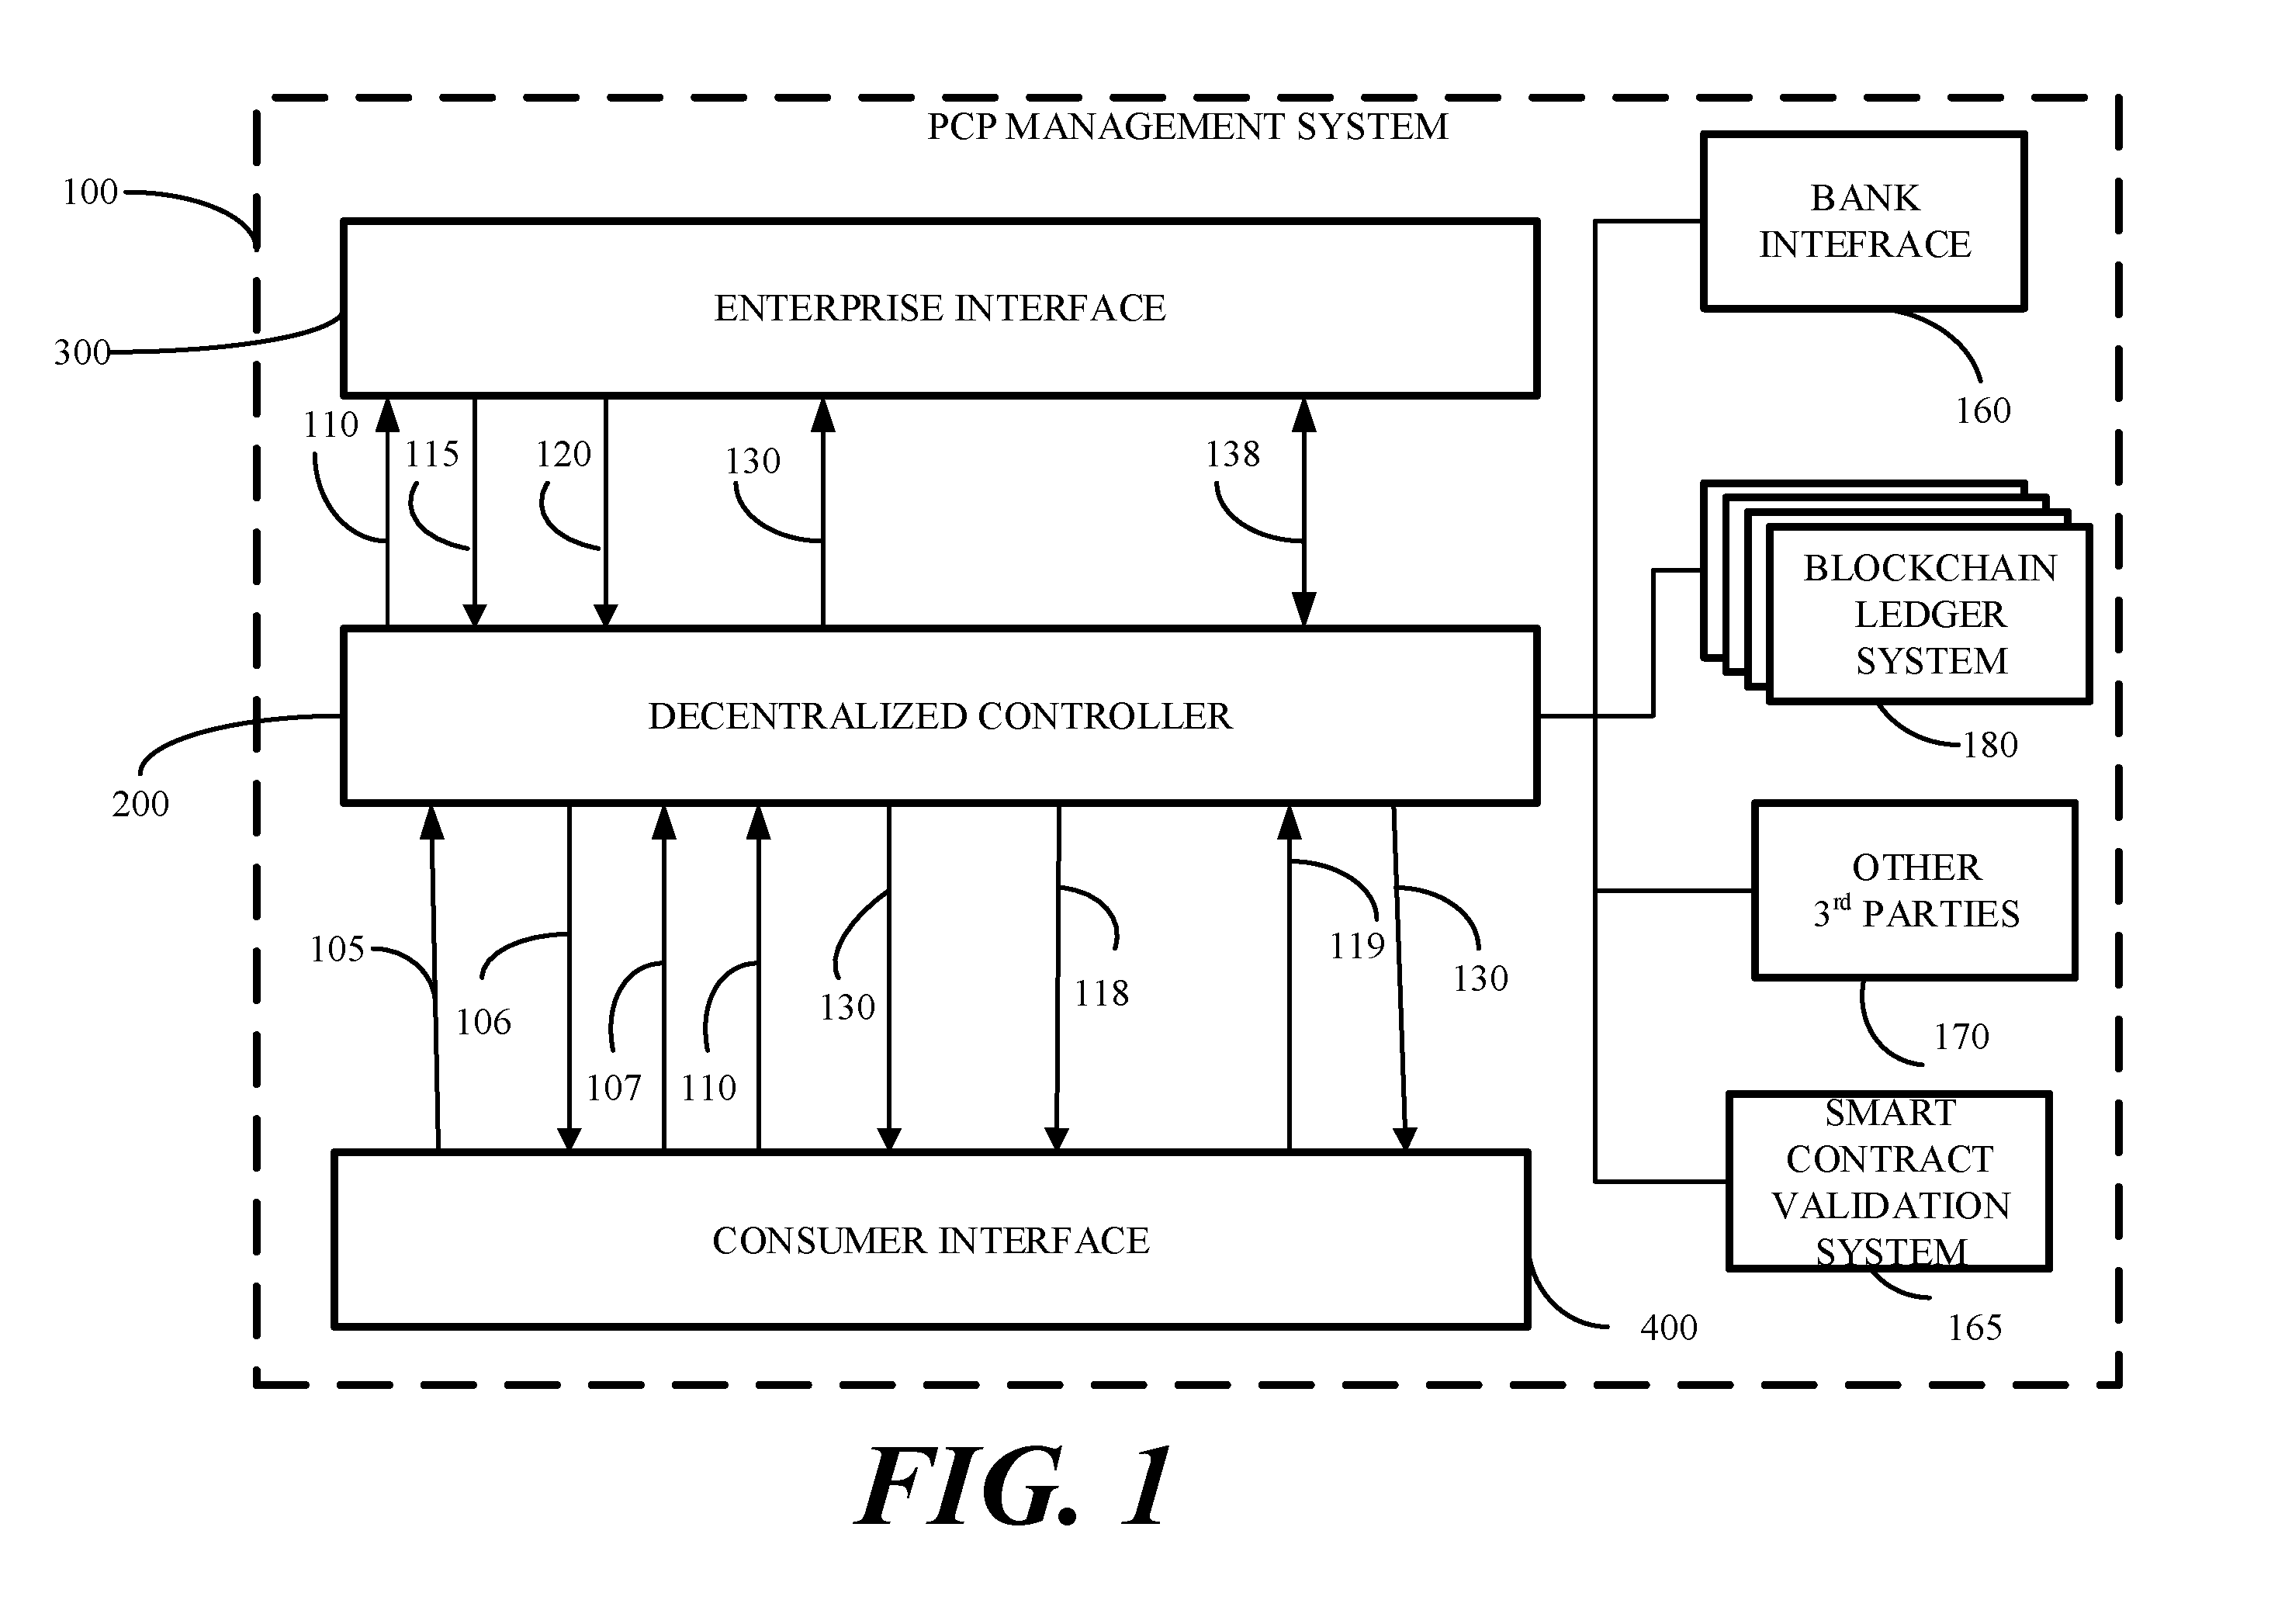 PCP MANAGEMENT SYSTEM
100
BANK
INTEFRACE
160
300
ENTERPRISE INTERFACE
110
115
120
130
138
BLOCKCHAIN
LEDGER
SYSTEM
180
200
DECENTRALIZED CONTROLLER
OTHER
3rd PARTIES
170
105
106
107
110
130
118
119
130
SMART
CONTRACT
VALIDATION
SYSTEM
165
CONSUMER INTERFACE
400
FIG. 1